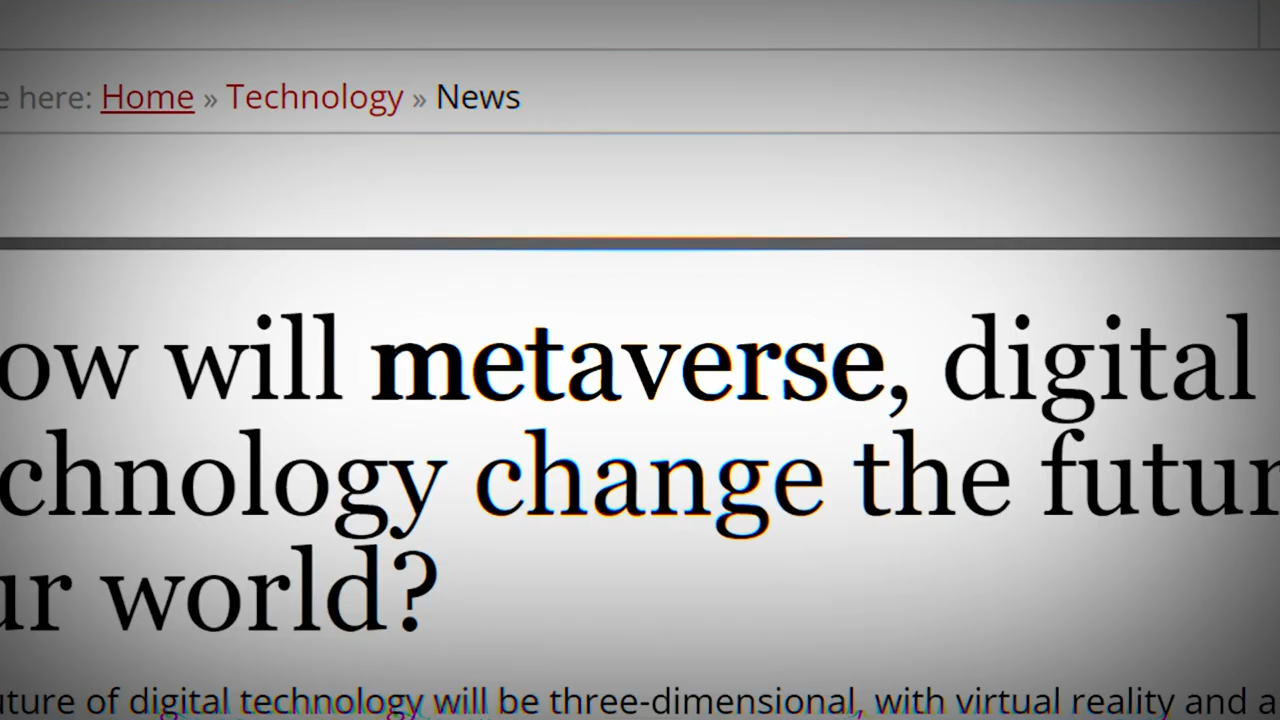 e here: Home » Technology » News
ow will metaverse, digital
chnology change the futur
ur world?
uture of digital technology will be three-dimensional, with virtual reality and a